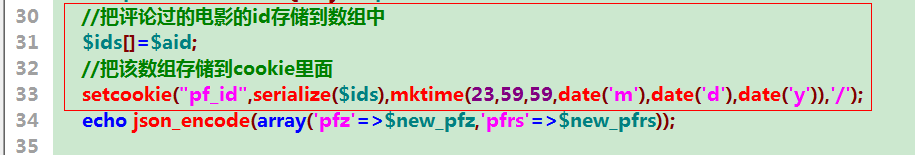 30 //把评论过的电影的id存储到数组中
31 $ids[]=$aid;
32 //把该数组存储到cookie里面
33 setcookie("pf_id",serialize($ids),mktime(23,59,59,date('m'),date('d'),date('y')),'/');
34 echo json_encode(array('pfz'=>$new_pfz,'pfrs'=>$new_pfrs));
35